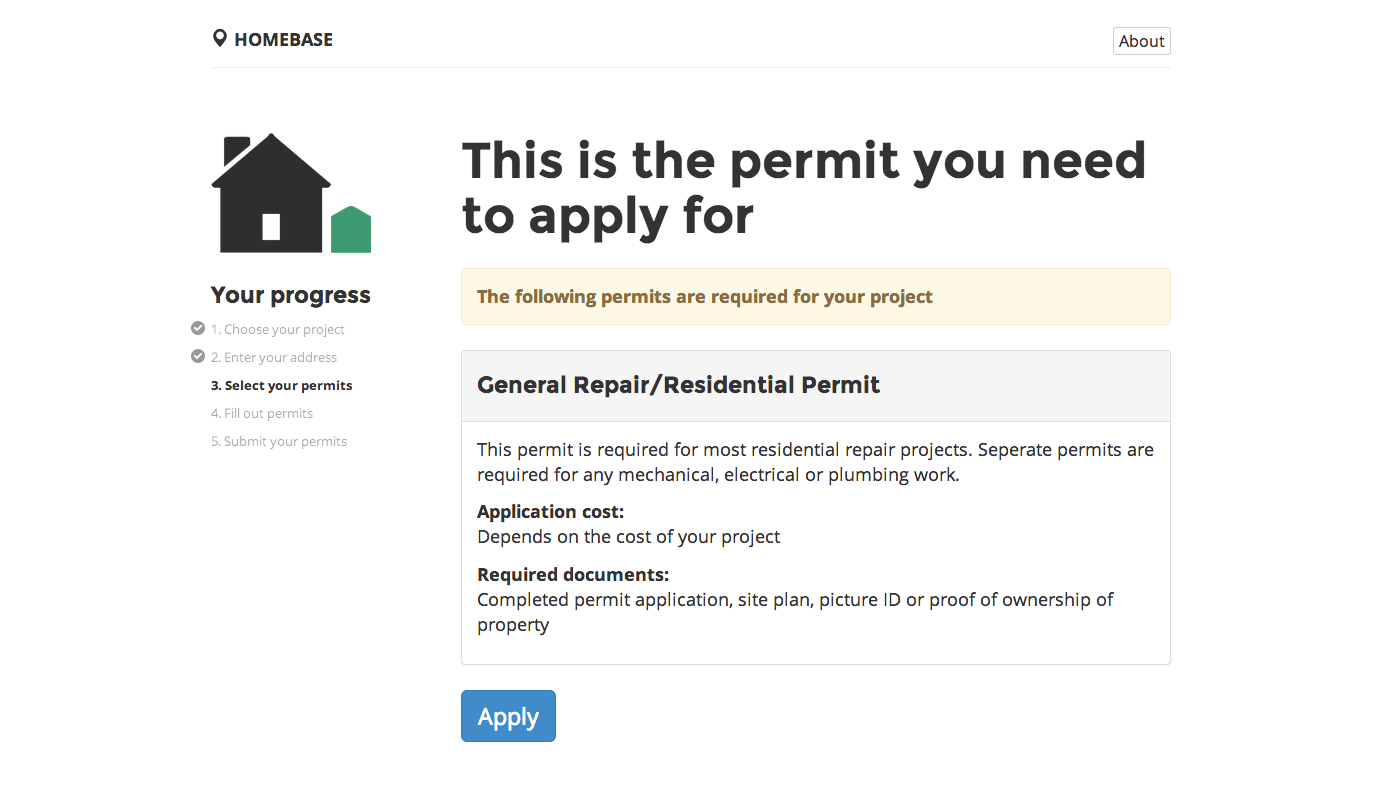 HOMEBASE
About
This is the permit you need
to apply for
Your progress
1. Choose your project
2. Enter your address
3. Select your permits
4. Fill out permits
5. Submit your permits
The following permits are required for your project
General Repair/Residential Permit
This permit is required for most residential repair projects. Seperate permits are
required for any mechanical, electrical or plumbing work.
Application cost:
Depends on the cost of your project
Required documents:
Completed permit application, site plan, picture ID or proof of ownership of
property
Apply